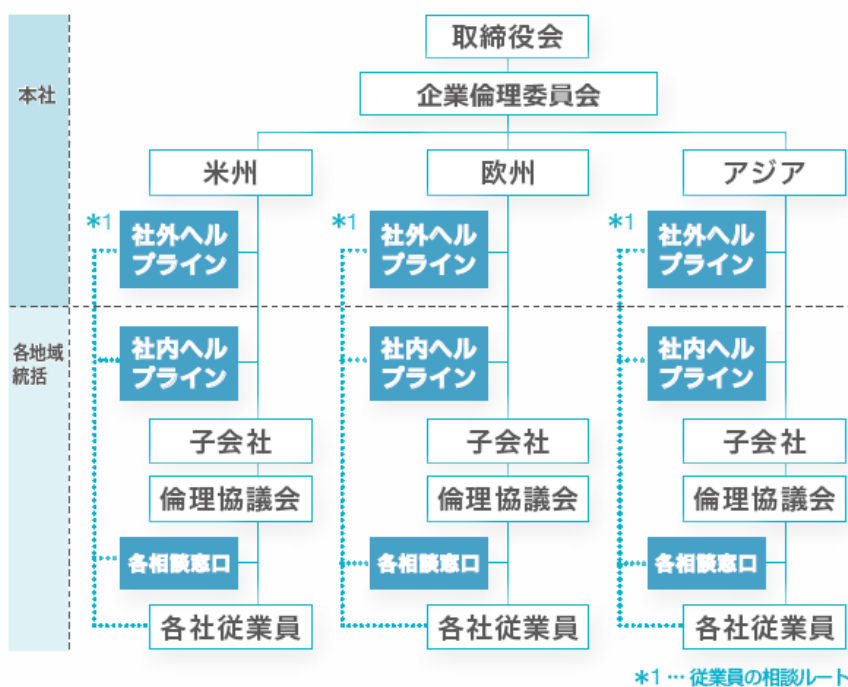 取締役会
本社
企業倫理委員会
米州
欧州
アジア
*1
社外ヘル
プライン
*1
社外ヘル
プライン
*1
社外ヘル
プライン
各地域
統括
社内ヘル
プライン
社内ヘル
プライン
社内ヘル
プライン
子会社
子会社
子会社
倫理協議会
倫理協議会
倫理協議会
各相談窓口
各相談窓口
各相談窓口
各社従業員
各社従業員
各社従業員
*1 … 従業員の相談ルート